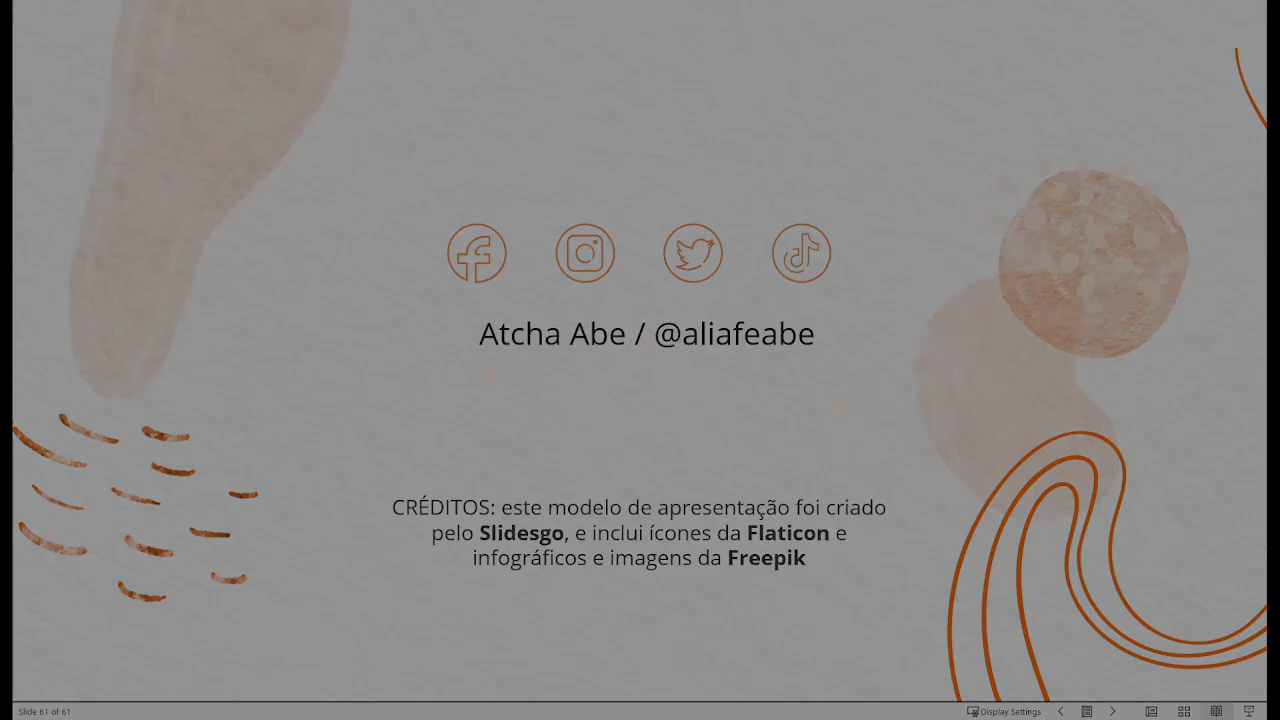 Atcha Abe / @aliafeabe
CRÉDITOS: este modelo de apresentação foi criado
pelo Slidesgo, e inclui ícones da Flaticon e
infográficos e imagens da Freepik
Slide 61 of 61
Display Settings